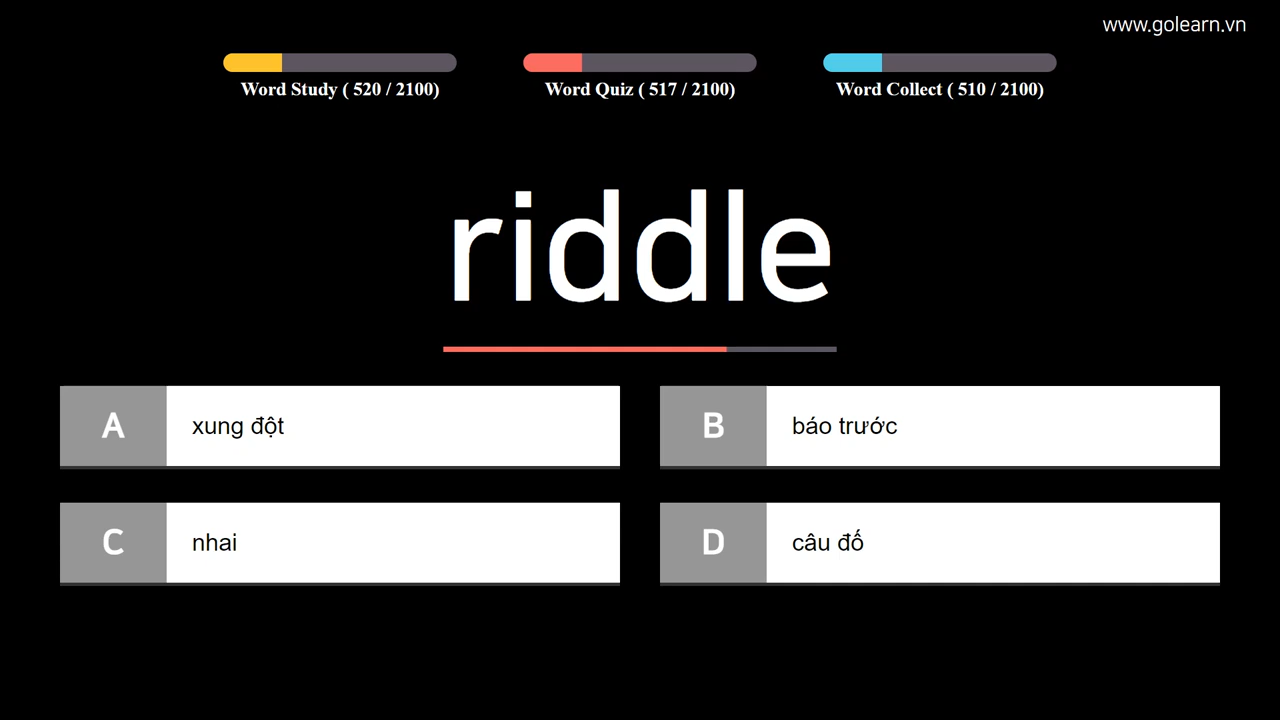 www.golearn.vn
Word Study ( 520 / 2100)
Word Quiz ( 517 / 2100)
Word Collect ( 510 / 2100)
riddle
A xung đột
B báo trước
C nhai
D câu đố